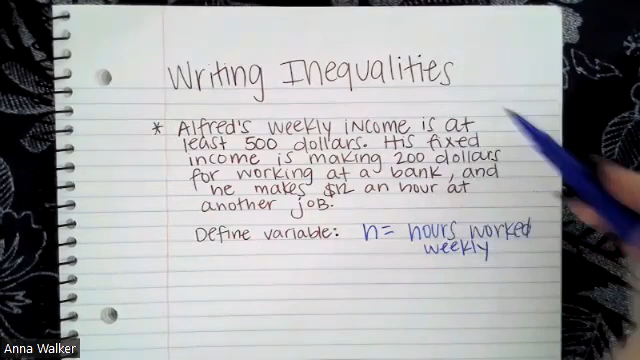 Writing Inequalities
* Alfred's weekly income is at
least 500 dollars. His fixed
income is making 200 dollars
for working at a bank, and
he makes $12 an hour at
another job.
Define variable: h = hours worked
weekly
Anna Walker